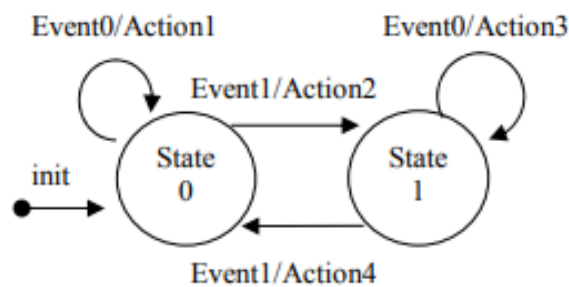 Event0/Action1
Event0/Action3
Event1/Action2
State
0
State
1
init
Event1/Action4